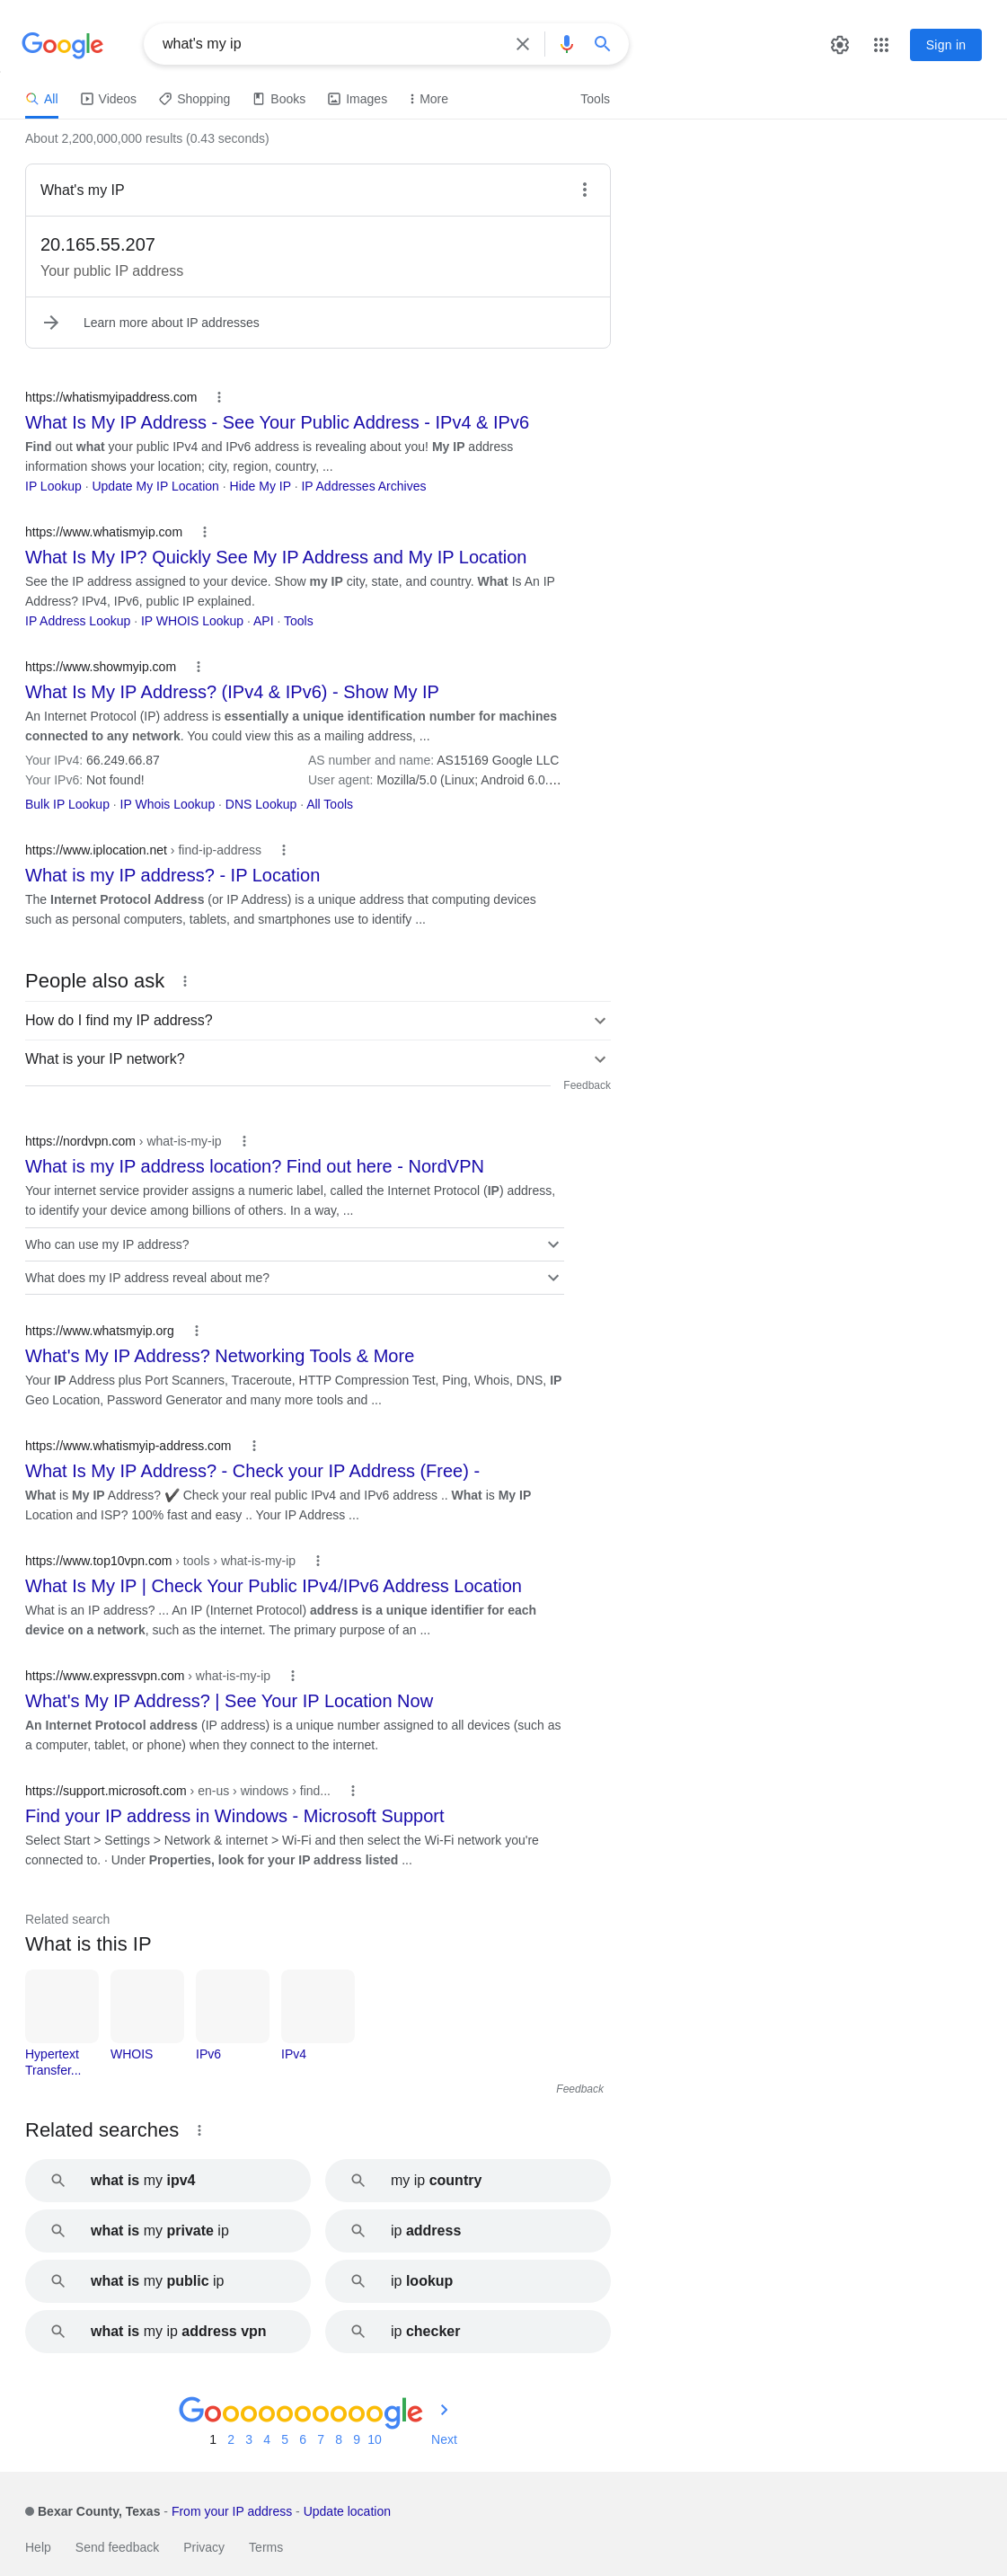 Google
what's my ip
Sign in
All Videos Shopping Books Images More Tools
About 2,200,000,000 results (0.43 seconds)
What's my IP
20.165.55.207
Your public IP address
Learn more about IP addresses
https://whatismyipaddress.com
What Is My IP Address - See Your Public Address - IPv4 & IPv6
Find out what your public IPv4 and IPv6 address is revealing about you! My IP address
information shows your location; city, region, country, ...
IP Lookup · Update My IP Location · Hide My IP · IP Addresses Archives
https://www.whatismyip.com
What Is My IP? Quickly See My IP Address and My IP Location
See the IP address assigned to your device. Show my IP city, state, and country. What Is An IP
Address? IPv4, IPv6, public IP explained.
IP Address Lookup · IP WHOIS Lookup · API · Tools
https://www.showmyip.com
What Is My IP Address? (IPv4 & IPv6) - Show My IP
An Internet Protocol (IP) address is essentially a unique identification number for machines
connected to any network. You could view this as a mailing address, ...
Your IPv4: 66.249.66.87 AS number and name: AS15169 Google LLC
Your IPv6: Not found! User agent: Mozilla/5.0 (Linux; Android 6.0....
Bulk IP Lookup · IP Whois Lookup · DNS Lookup · All Tools
https://www.iplocation.net › find-ip-address
What is my IP address? - IP Location
The Internet Protocol Address (or IP Address) is a unique address that computing devices
such as personal computers, tablets, and smartphones use to identify ...
People also ask
How do I find my IP address?
What is your IP network?
Feedback
https://nordvpn.com › what-is-my-ip
What is my IP address location? Find out here - NordVPN
Your internet service provider assigns a numeric label, called the Internet Protocol (IP) address,
to identify your device among billions of others. In a way, ...
Who can use my IP address?
What does my IP address reveal about me?
https://www.whatsmyip.org
What's My IP Address? Networking Tools & More
Your IP Address plus Port Scanners, Traceroute, HTTP Compression Test, Ping, Whois, DNS, IP
Geo Location, Password Generator and many more tools and ...
https://www.whatismyip-address.com
What Is My IP Address? - Check your IP Address (Free) -
What is My IP Address? ✔️ Check your real public IPv4 and IPv6 address .. What is My IP
Location and ISP? 100% fast and easy .. Your IP Address ...
https://www.top10vpn.com › tools › what-is-my-ip
What Is My IP | Check Your Public IPv4/IPv6 Address Location
What is an IP address? ... An IP (Internet Protocol) address is a unique identifier for each
device on a network, such as the internet. The primary purpose of an ...
https://www.expressvpn.com › what-is-my-ip
What's My IP Address? | See Your IP Location Now
An Internet Protocol address (IP address) is a unique number assigned to all devices (such as
a computer, tablet, or phone) when they connect to the internet.
https://support.microsoft.com › en-us › windows › find...
Find your IP address in Windows - Microsoft Support
Select Start > Settings > Network & internet > Wi-Fi and then select the Wi-Fi network you're
connected to. · Under Properties, look for your IP address listed ...
Related search
What is this IP
Hypertext WHOIS IPv6 IPv4
Transfer...
Feedback
Related searches
what is my ipv4
my ip country
what is my private ip
ip address
what is my public ip
ip lookup
what is my ip address vpn
ip checker
Goooooooooogle
1 2 3 4 5 6 7 8 9 10 Next
Bexar County, Texas - From your IP address - Update location
Help Send feedback Privacy Terms